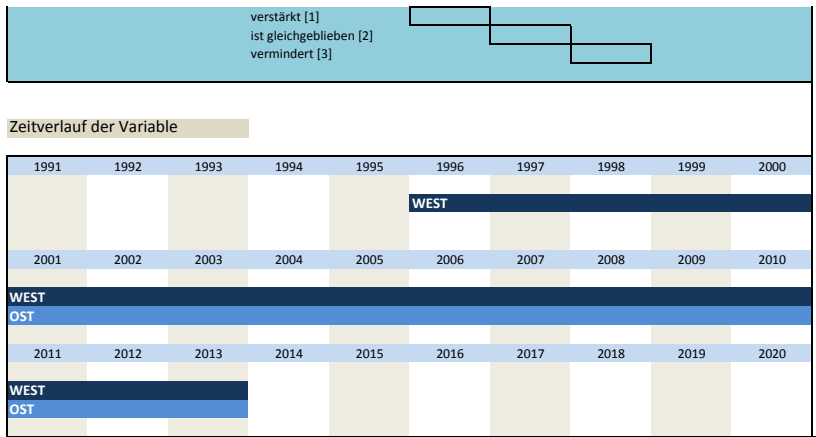 verstärkt [1]
ist gleichgeblieben [2]
vermindert [3]
Zeitverlauf der Variable
1991 1992 1993 1994 1995 1996 1997 1998 1999 2000
WEST
2001 2002 2003 2004 2005 2006 2007 2008 2009 2010
WEST
OST
2011 2012 2013 2014 2015 2016 2017 2018 2019 2020
WEST
OST